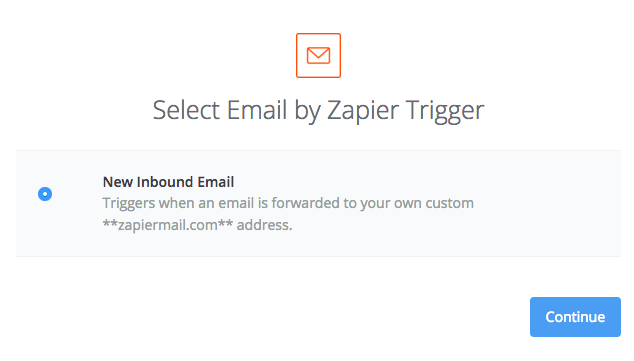 Select Email by Zapier Trigger
New Inbound Email
Triggers when an email is forwarded to your own custom
**zapiermail.com** address.
Continue